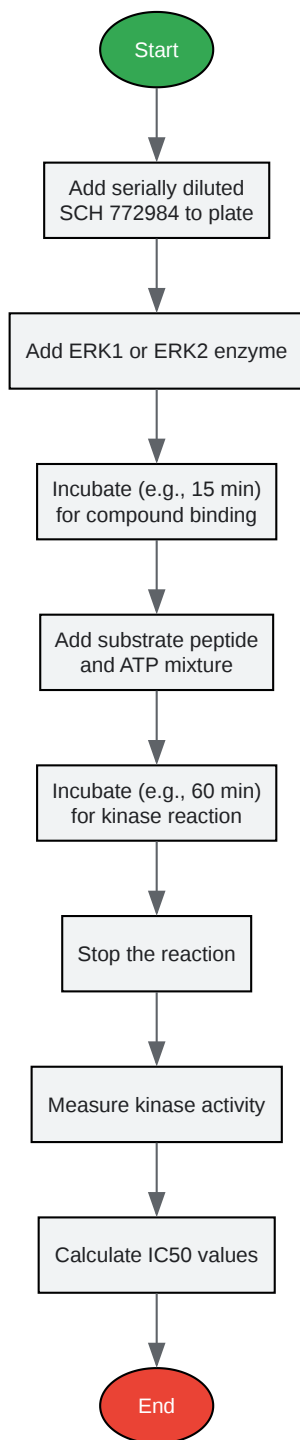 Start
Add serially diluted
SCH 772984 to plate
Add ERK1 or ERK2 enzyme
Incubate (e.g., 15 min)
for compound binding
Add substrate peptide
and ATP mixture
Incubate (e.g., 60 min)
for kinase reaction
Stop the reaction
Measure kinase activity
Calculate IC50 values
End